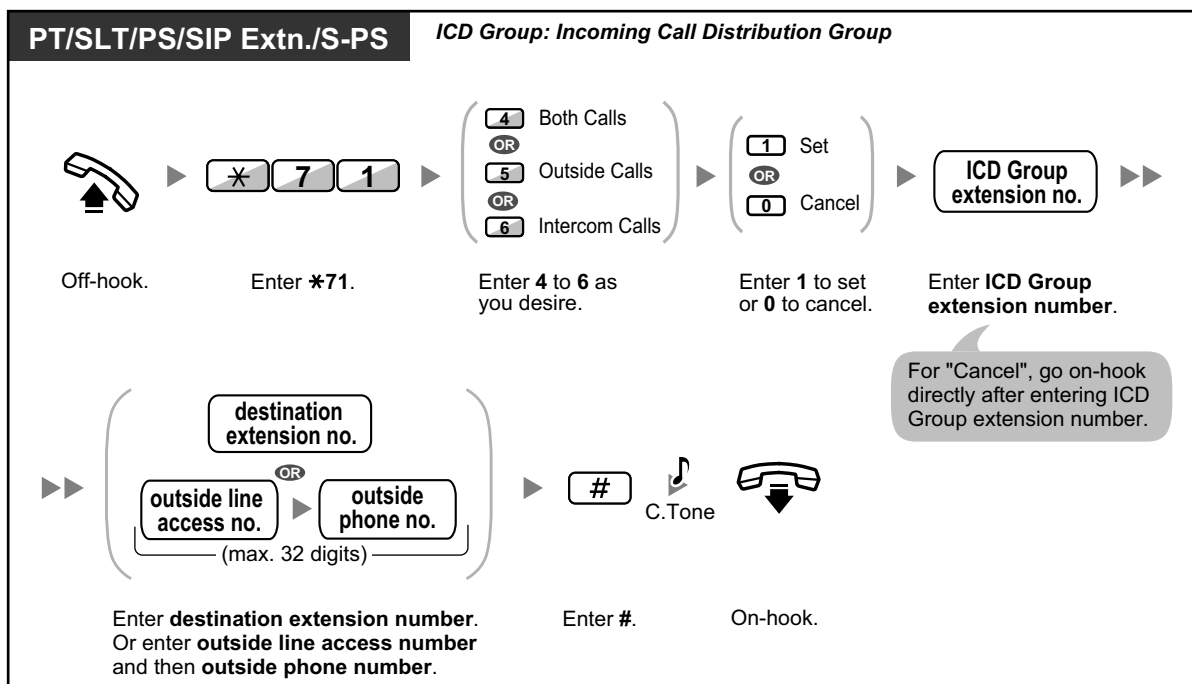 PT/SLT/PS/SIP Extn./S-PS
ICD Group: Incoming Call Distribution Group
4 Both Calls
OR
5 Outside Calls
OR
6 Intercom Calls
1 Set
OR
0 Cancel
✳ 7 1
ICD Group
extension no.
Off-hook.
Enter ✳71.
Enter 4 to 6 as
you desire.
Enter 1 to set
or 0 to cancel.
Enter ICD Group
extension number.
For "Cancel", go on-hook
directly after entering ICD
Group extension number.
destination
extension no.
OR
outside line
access no.
outside
phone no.
(max. 32 digits)
#
C.Tone
Enter destination extension number.
Or enter outside line access number
and then outside phone number.
Enter #.
On-hook.